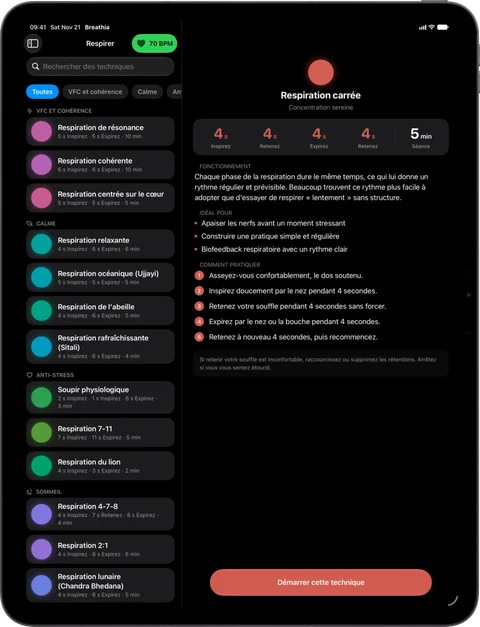 09:41 Sat Nov 21 Breathia
Respirer
70 BPM
Rechercher des techniques
Toutes
VFC et cohérence
Calme
VFC ET COHÉRENCE
Respiration de résonance
5 s Inspirez · 5 s Expirez · 10 min
Respiration cohérente
6 s Inspirez · 6 s Expirez · 10 min
Respiration centrée sur le cœur
5 s Inspirez · 5 s Expirez · 5 min
CALME
Respiration relaxante
4 s Inspirez · 6 s Expirez · 6 min
Respiration océanique (Ujjayi)
5 s Inspirez · 5 s Expirez · 5 min
Respiration de l'abeille
4 s Inspirez · 6 s Expirez · 5 min
Respiration rafraîchissante
(Sitali)
4 s Inspirez · 6 s Expirez · 4 min
ANTI-STRESS
Soupir physiologique
2 s Inspirez · 1 s Inspirez · 6 s Expirez ·
3 min
Respiration 7-11
7 s Inspirez · 11 s Expirez · 5 min
Respiration du lion
4 s Inspirez · 3 s Expirez · 2 min
SOMMEIL
Respiration 4-7-8
4 s Inspirez · 7 s Retenez · 8 s Expirez ·
4 min
Respiration 2:1
4 s Inspirez · 8 s Expirez · 6 min
Respiration lunaire
(Chandra Bhedana)
4 s Inspirez · 6 s Expirez · 5 min
Respiration carrée
Concentration sereine
4 s 4 s 4 s 4 s 5 min
Inspirez Retenez Expirez Retenez Séance
FONCTIONNEMENT
Chaque phase de la respiration dure le même temps, ce qui lui donne un
rythme régulier et prévisible. Beaucoup trouvent ce rythme plus facile à
adopter que d'essayer de respirer « lentement » sans structure.
IDÉAL POUR
• Apaiser les nerfs avant un moment stressant
• Construire une pratique simple et régulière
• Biofeedback respiratoire avec un rythme clair
COMMENT PRATIQUER
1 Asseyez-vous confortablement, le dos soutenu.
2 Inspirez doucement par le nez pendant 4 secondes.
3 Retenez votre souffle pendant 4 secondes sans forcer.
4 Expirez par le nez ou la bouche pendant 4 secondes.
5 Retenez à nouveau 4 secondes, puis recommencez.
Si retenir votre souffle est inconfortable, raccourcissez ou supprimez les rétentions. Arrêtez
si vous vous sentez étourdi.
Démarrer cette technique